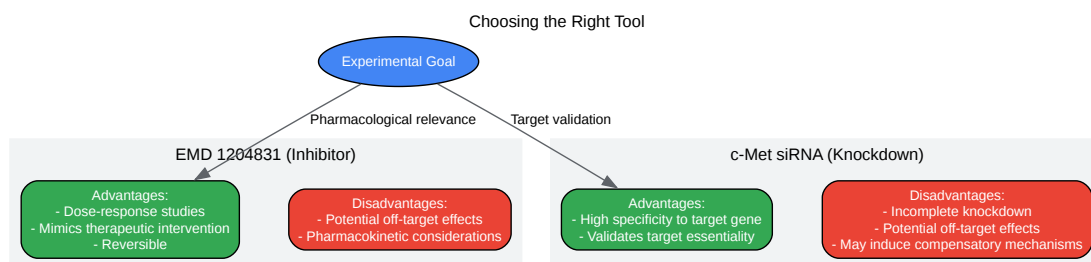 Choosing the Right Tool
Experimental Goal
Pharmacological relevance
Target validation
EMD 1204831 (Inhibitor)
Advantages:
- Dose-response studies
- Mimics therapeutic intervention
- Reversible
Disadvantages:
- Potential off-target effects
- Pharmacokinetic considerations
c-Met siRNA (Knockdown)
Advantages:
- High specificity to target gene
- Validates target essentiality
Disadvantages:
- Incomplete knockdown
- Potential off-target effects
- May induce compensatory mechanisms